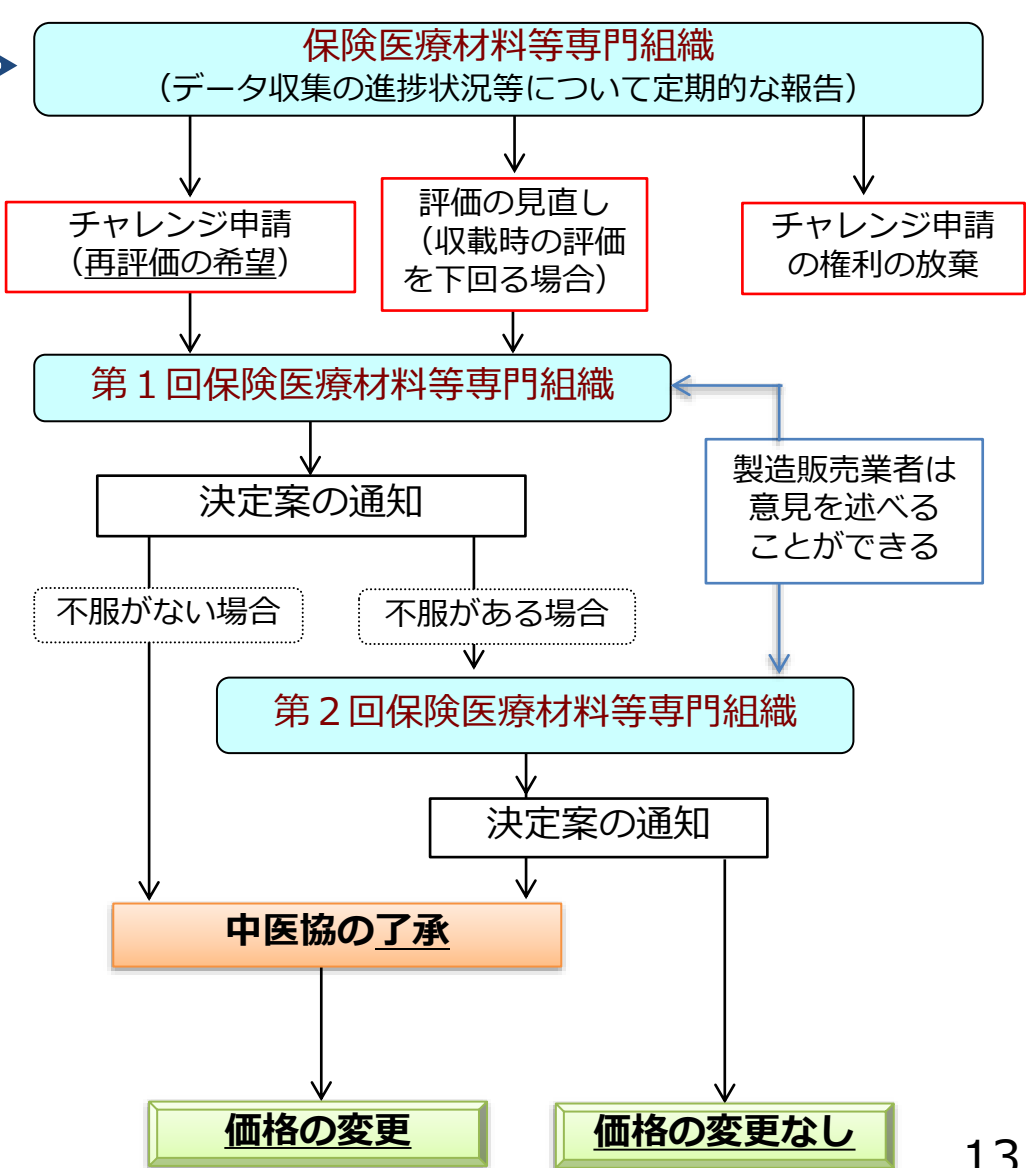 保険医療材料等専門組織
（データ収集の進捗状況等について定期的な報告）
チャレンジ申請
（再評価の希望）
評価の見直し
（収載時の評価
を下回る場合）
チャレンジ申請
の権利の放棄
第１回保険医療材料等専門組織
製造販売業者は
意見を述べる
ことができる
決定案の通知
不服がない場合
不服がある場合
第２回保険医療材料等専門組織
決定案の通知
中医協の了承
価格の変更
価格の変更なし
13